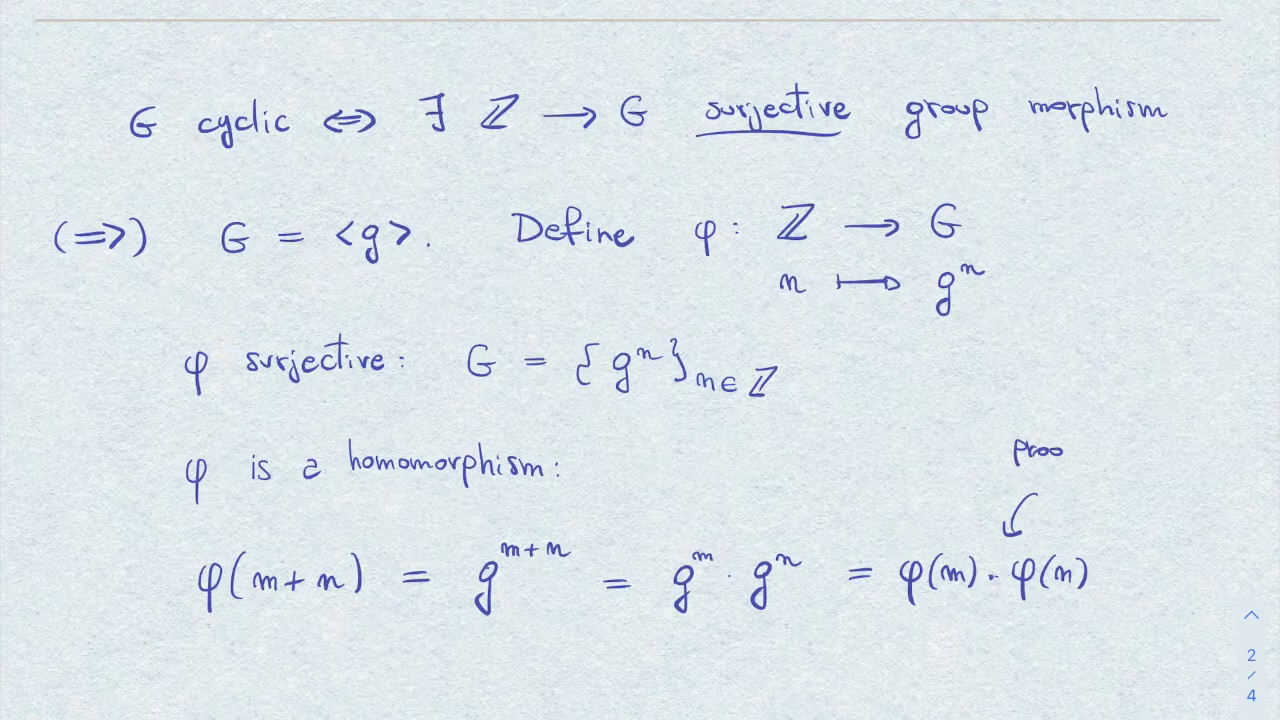 G cyclic ⇔ ∃ ℤ → G surjective group morphism
(⇒) G = <g>. Define φ: ℤ → G
n ↦ gⁿ
φ surjective: G = {gⁿ}ₙ∈ℤ
φ is a homomorphism:
proo
φ(m+n) = gᵐ⁺ⁿ = gᵐ · gⁿ = φ(m) · φ(n)
2
/
4